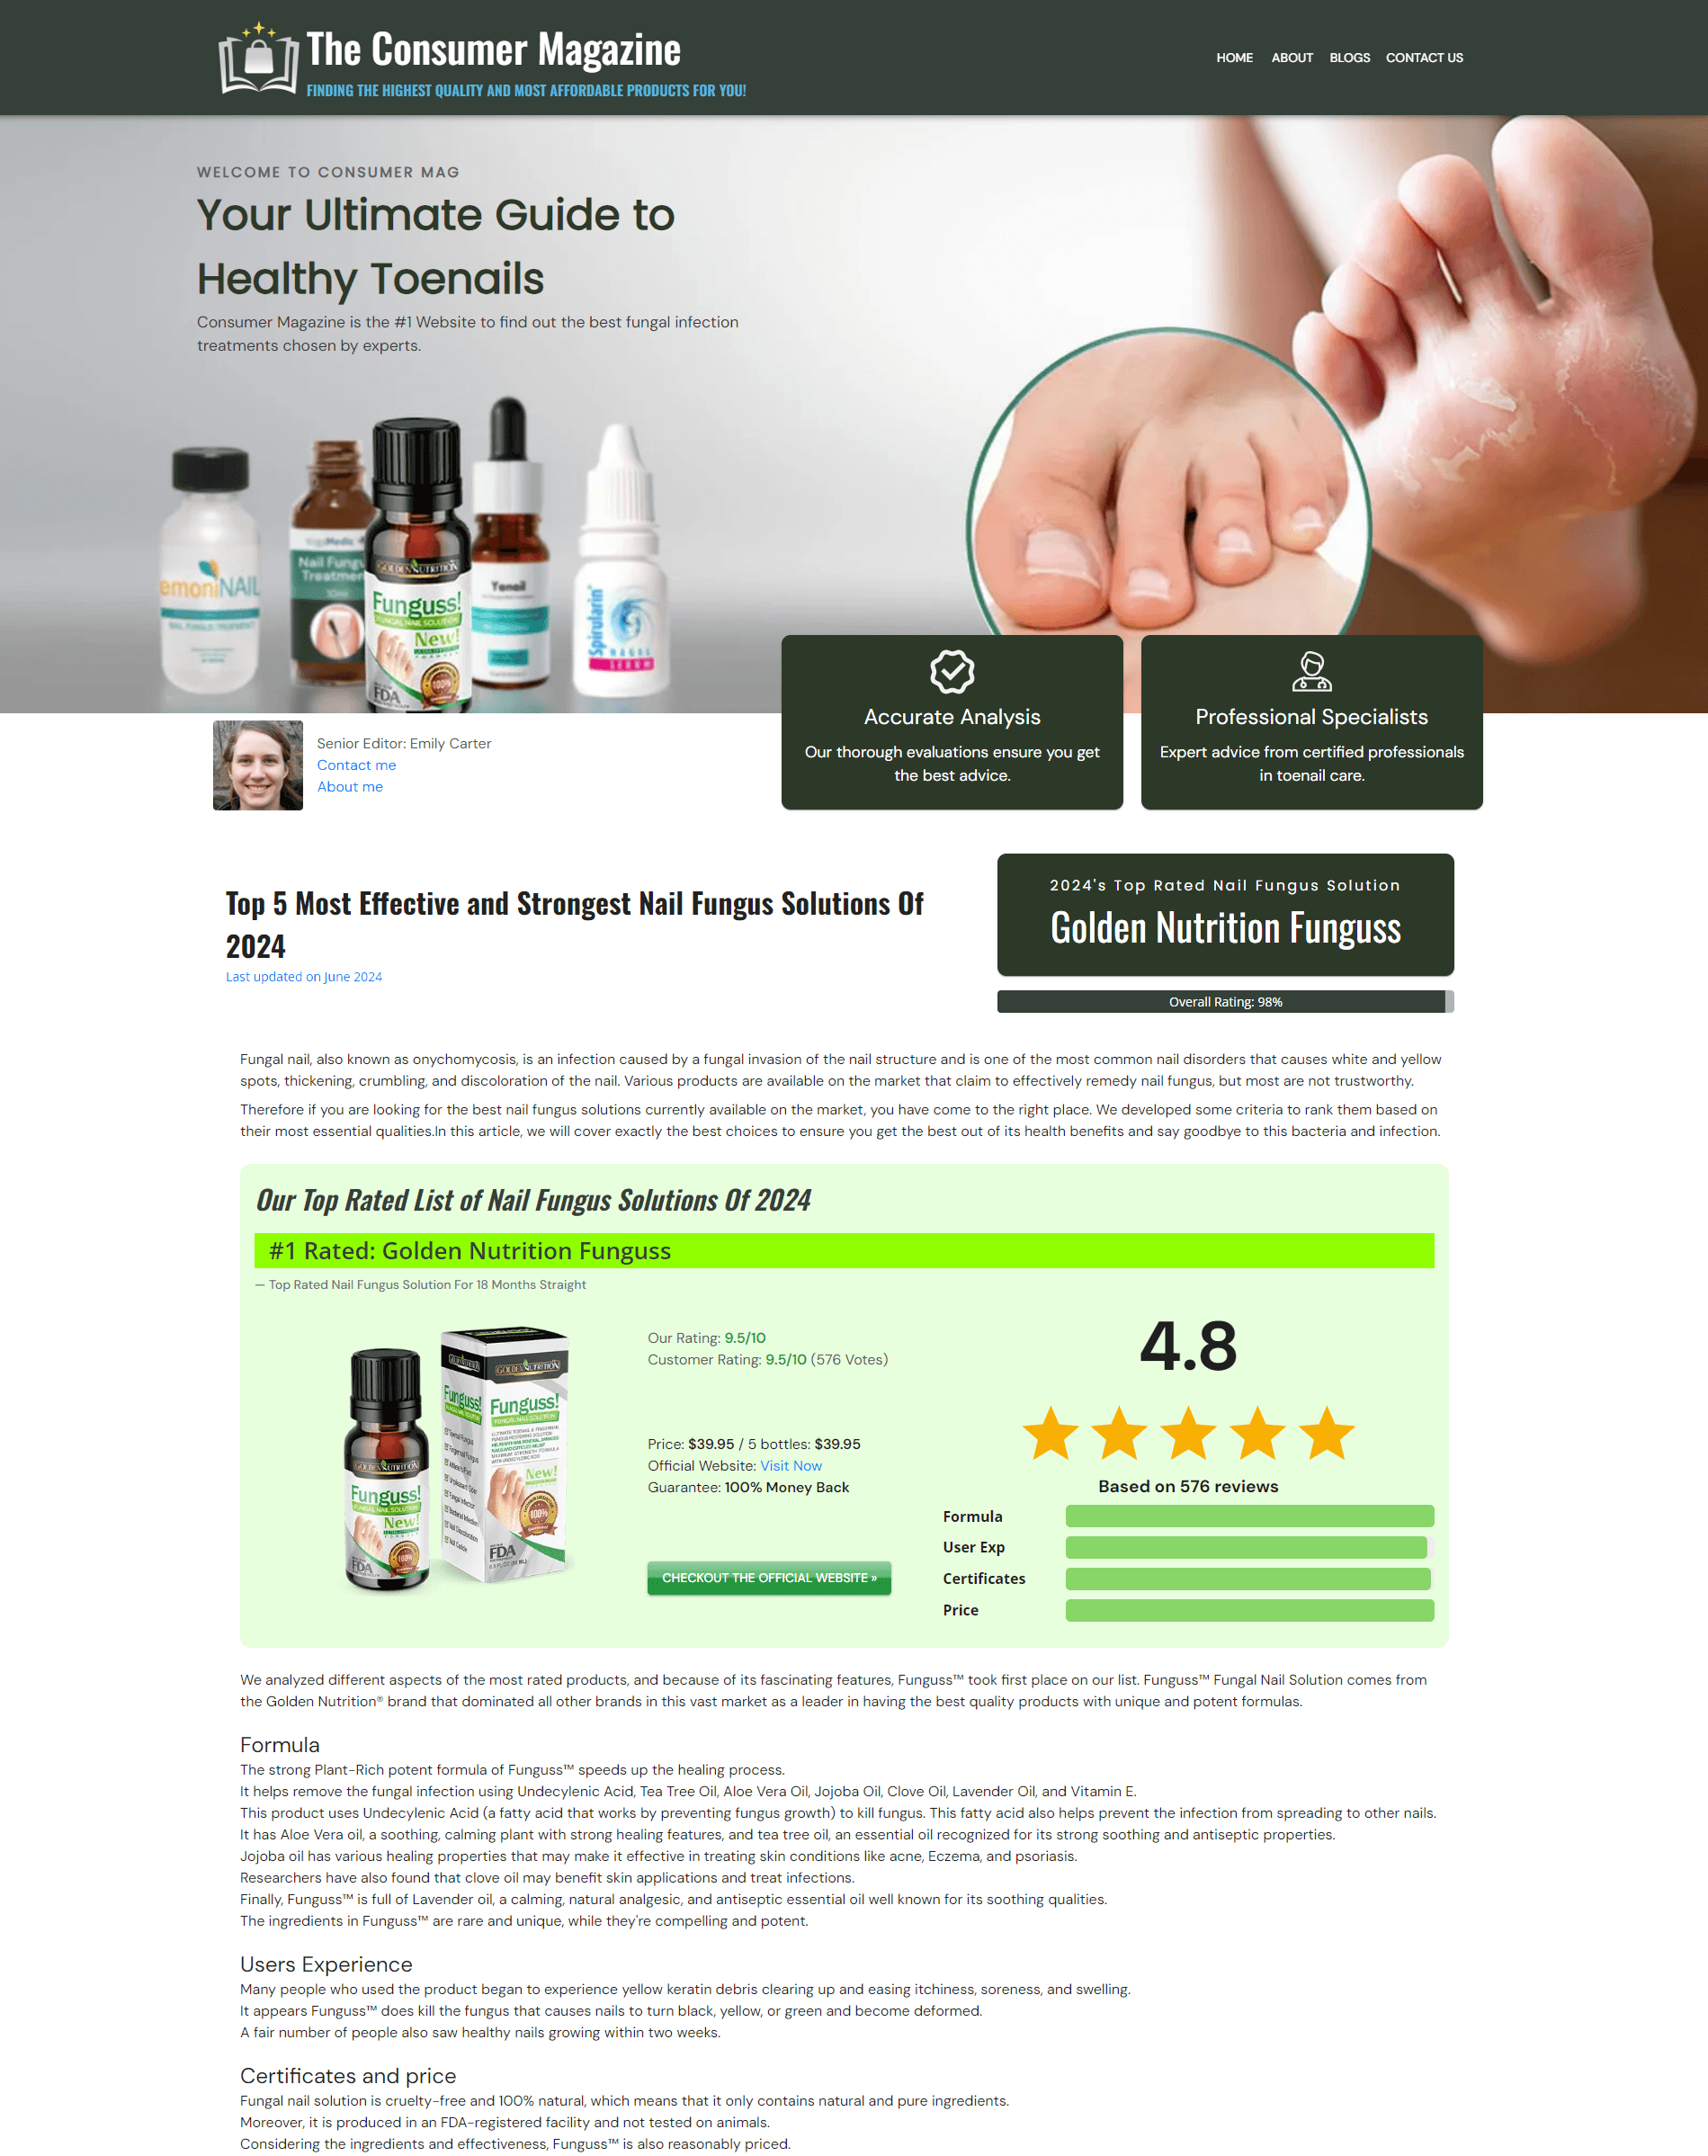 The Consumer Magazine
FINDING THE HIGHEST QUALITY AND MOST AFFORDABLE PRODUCTS FOR YOU!
HOME ABOUT BLOGS CONTACT US
WELCOME TO CONSUMER MAG
Your Ultimate Guide to
Healthy Toenails
Consumer Magazine is the #1 Website to find out the best fungal infection
treatments chosen by experts.
emoniNAIL
Nail Fungu
Treatmen
GOLDEN NUTRITION
Funguss!
FUNGAL NAIL SOLUTION
New!
100%
FDA
Yonail
Spirularin
SERUM
Accurate Analysis
Our thorough evaluations ensure you get
the best advice.
Professional Specialists
Expert advice from certified professionals
in toenail care.
Senior Editor: Emily Carter
Contact me
About me
Top 5 Most Effective and Strongest Nail Fungus Solutions Of
2024
Last updated on June 2024
2024's Top Rated Nail Fungus Solution
Golden Nutrition Funguss
Overall Rating: 98%
Fungal nail, also known as onychomycosis, is an infection caused by a fungal invasion of the nail structure and is one of the most common nail disorders that causes white and yellow
spots, thickening, crumbling, and discoloration of the nail. Various products are available on the market that claim to effectively remedy nail fungus, but most are not trustworthy.
Therefore if you are looking for the best nail fungus solutions currently available on the market, you have come to the right place. We developed some criteria to rank them based on
their most essential qualities.In this article, we will cover exactly the best choices to ensure you get the best out of its health benefits and say goodbye to this bacteria and infection.
Our Top Rated List of Nail Fungus Solutions Of 2024
#1 Rated: Golden Nutrition Funguss
— Top Rated Nail Fungus Solution For 18 Months Straight
GOLDEN NUTRITION
Funguss!
FUNGAL NAIL SOLUTION
New!
100%
FDA
Our Rating: 9.5/10
Customer Rating: 9.5/10 (576 Votes)
Price: $39.95 / 5 bottles: $39.95
Official Website: Visit Now
Guarantee: 100% Money Back
CHECKOUT THE OFFICIAL WEBSITE »
4.8
Based on 576 reviews
Formula
User Exp
Certificates
Price
We analyzed different aspects of the most rated products, and because of its fascinating features, Funguss™ took first place on our list. Funguss™ Fungal Nail Solution comes from
the Golden Nutrition® brand that dominated all other brands in this vast market as a leader in having the best quality products with unique and potent formulas.
Formula
The strong Plant-Rich potent formula of Funguss™ speeds up the healing process.
It helps remove the fungal infection using Undecylenic Acid, Tea Tree Oil, Aloe Vera Oil, Jojoba Oil, Clove Oil, Lavender Oil, and Vitamin E.
This product uses Undecylenic Acid (a fatty acid that works by preventing fungus growth) to kill fungus. This fatty acid also helps prevent the infection from spreading to other nails.
It has Aloe Vera oil, a soothing, calming plant with strong healing features, and tea tree oil, an essential oil recognized for its strong soothing and antiseptic properties.
Jojoba oil has various healing properties that may make it effective in treating skin conditions like acne, Eczema, and psoriasis.
Researchers have also found that clove oil may benefit skin applications and treat infections.
Finally, Funguss™ is full of Lavender oil, a calming, natural analgesic, and antiseptic essential oil well known for its soothing qualities.
The ingredients in Funguss™ are rare and unique, while they're compelling and potent.
Users Experience
Many people who used the product began to experience yellow keratin debris clearing up and easing itchiness, soreness, and swelling.
It appears Funguss™ does kill the fungus that causes nails to turn black, yellow, or green and become deformed.
A fair number of people also saw healthy nails growing within two weeks.
Certificates and price
Fungal nail solution is cruelty-free and 100% natural, which means that it only contains natural and pure ingredients.
Moreover, it is produced in an FDA-registered facility and not tested on animals.
Considering the ingredients and effectiveness, Funguss™ is also reasonably priced.